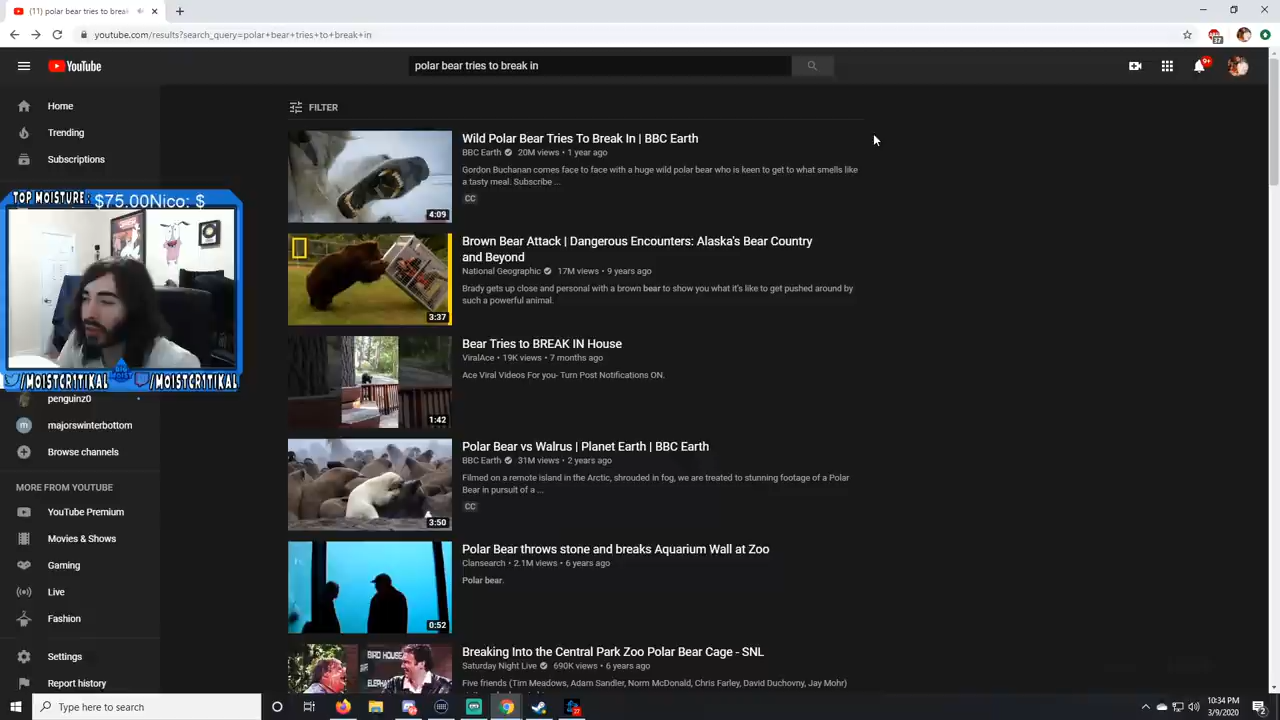 (11) polar bear tries to break
youtube.com/results?search_query=polar+bear+tries+to+break+in
37
YouTube
polar bear tries to break in
9+
Home
Trending
Subscriptions
TOP MOISTURE: $75.00Nico: $
/MOISTCR1TIKAL /MOISTCR1TIKAL
BIG MOIST
penguinz0
m majorswinterbottom
Browse channels
MORE FROM YOUTUBE
YouTube Premium
Movies & Shows
Gaming
Live
Fashion
Settings
Report history
FILTER
Wild Polar Bear Tries To Break In | BBC Earth
BBC Earth 20M views • 1 year ago
Gordon Buchanan comes face to face with a huge wild polar bear who is keen to get to what smells like
a tasty meal. Subscribe ...
CC
4:09
Brown Bear Attack | Dangerous Encounters: Alaska's Bear Country
and Beyond
National Geographic 17M views • 9 years ago
Brady gets up close and personal with a brown bear to show you what it's like to get pushed around by
such a powerful animal.
3:37
Bear Tries to BREAK IN House
ViralAce • 19K views • 7 months ago
Ace Viral Videos For you- Turn Post Notifications ON.
1:42
Polar Bear vs Walrus | Planet Earth | BBC Earth
BBC Earth 31M views • 2 years ago
Filmed on a remote island in the Arctic, shrouded in fog, we are treated to stunning footage of a Polar
Bear in pursuit of a ...
CC
3:50
Polar Bear throws stone and breaks Aquarium Wall at Zoo
Clansearch • 2.1M views • 6 years ago
Polar bear.
0:52
Breaking Into the Central Park Zoo Polar Bear Cage - SNL
Saturday Night Live 690K views • 6 years ago
Five friends (Tim Meadows, Adam Sandler, Norm McDonald, Chris Farley, David Duchovny, Jay Mohr)
BIRD HOUSE
Type here to search
27
10:34 PM
3/9/2020
2